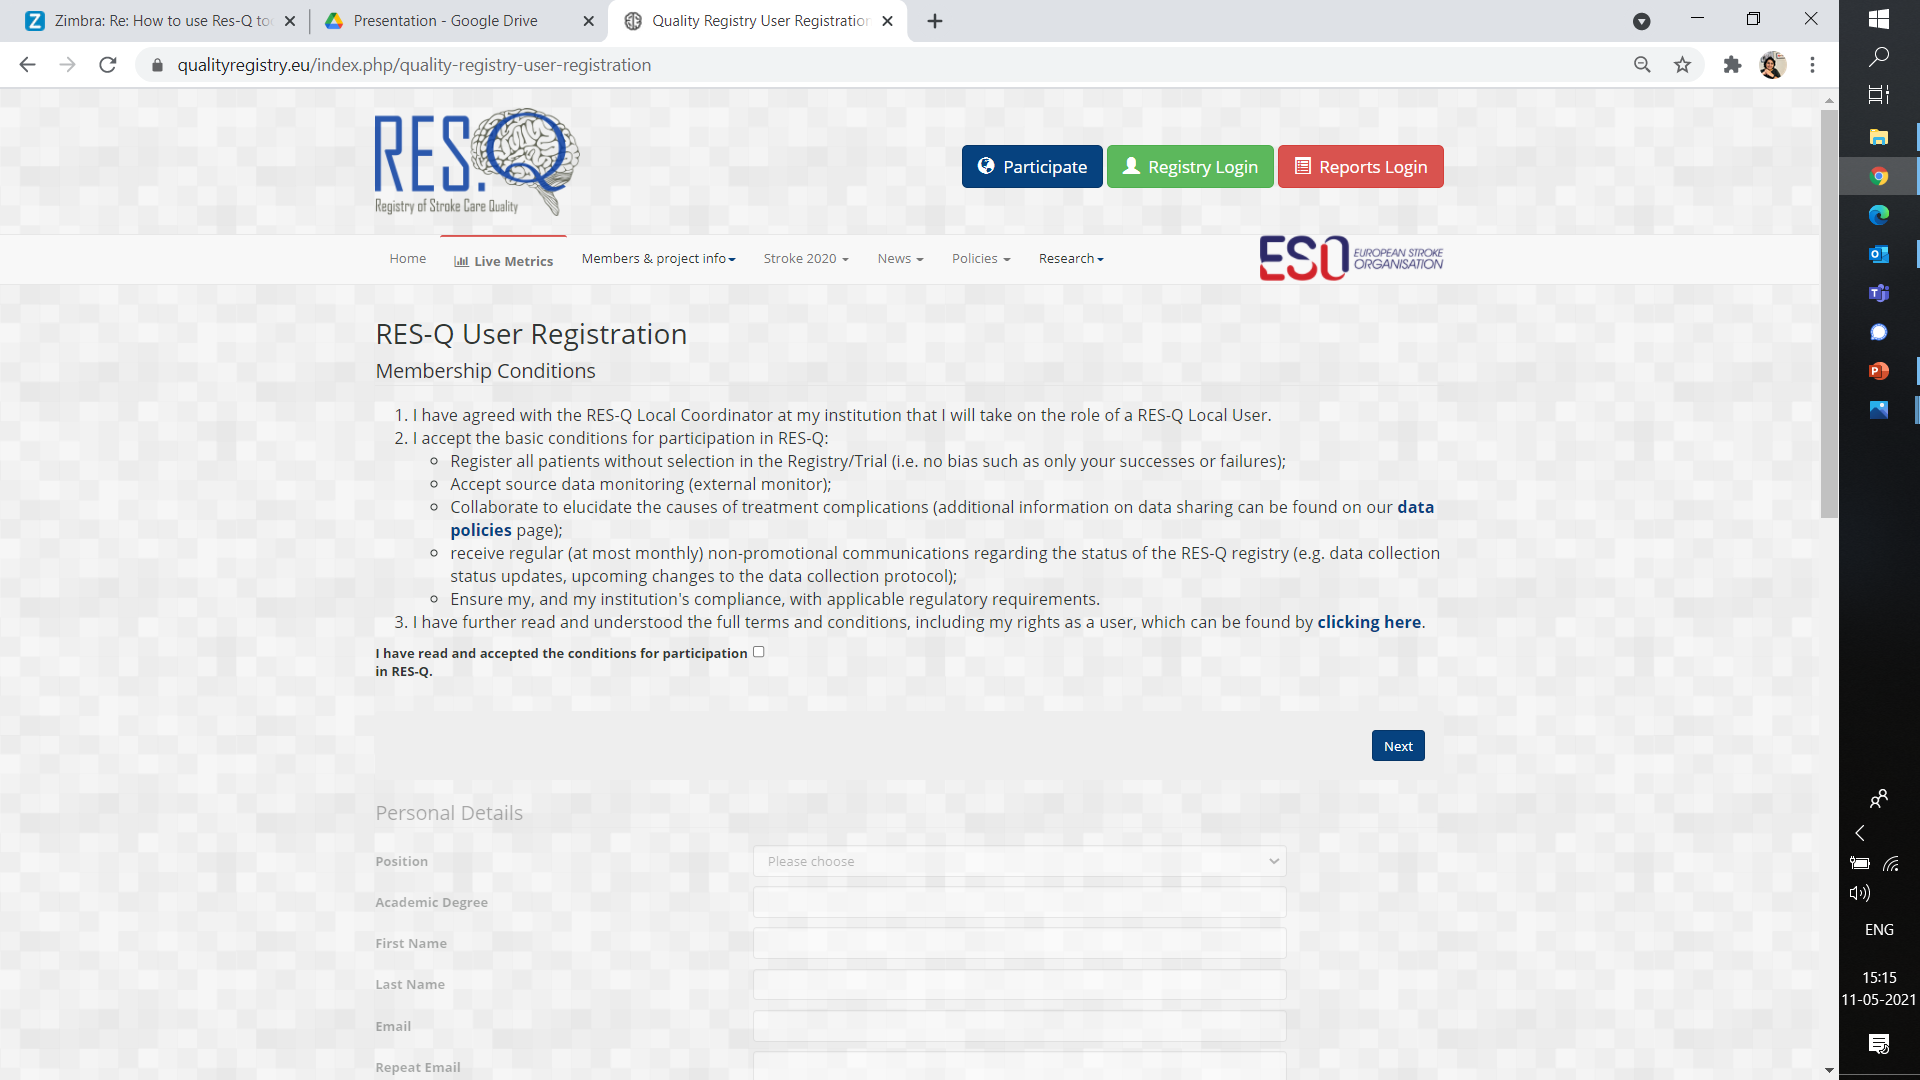 Zimbra: Re: How to use Res-Q to
Presentation - Google Drive
Quality Registry User Registration
qualityregistry.eu/index.php/quality-registry-user-registration
RES.Q
Registry of Stroke Care Quality
Participate
Registry Login
Reports Login
Home
Live Metrics
Members & project info
Stroke 2020
News
Policies
Research
ESO EUROPEAN STROKE
ORGANISATION
RES-Q User Registration
Membership Conditions
1. I have agreed with the RES-Q Local Coordinator at my institution that I will take on the role of a RES-Q Local User.
2. I accept the basic conditions for participation in RES-Q:
Register all patients without selection in the Registry/Trial (i.e. no bias such as only your successes or failures);
Accept source data monitoring (external monitor);
Collaborate to elucidate the causes of treatment complications (additional information on data sharing can be found on our data
policies page);
receive regular (at most monthly) non-promotional communications regarding the status of the RES-Q registry (e.g. data collection
status updates, upcoming changes to the data collection protocol);
Ensure my, and my institution's compliance, with applicable regulatory requirements.
3. I have further read and understood the full terms and conditions, including my rights as a user, which can be found by clicking here.
I have read and accepted the conditions for participation
in RES-Q.
Next
Personal Details
Position
Please choose
Academic Degree
First Name
Last Name
Email
Repeat Email
ENG
15:15
11-05-2021